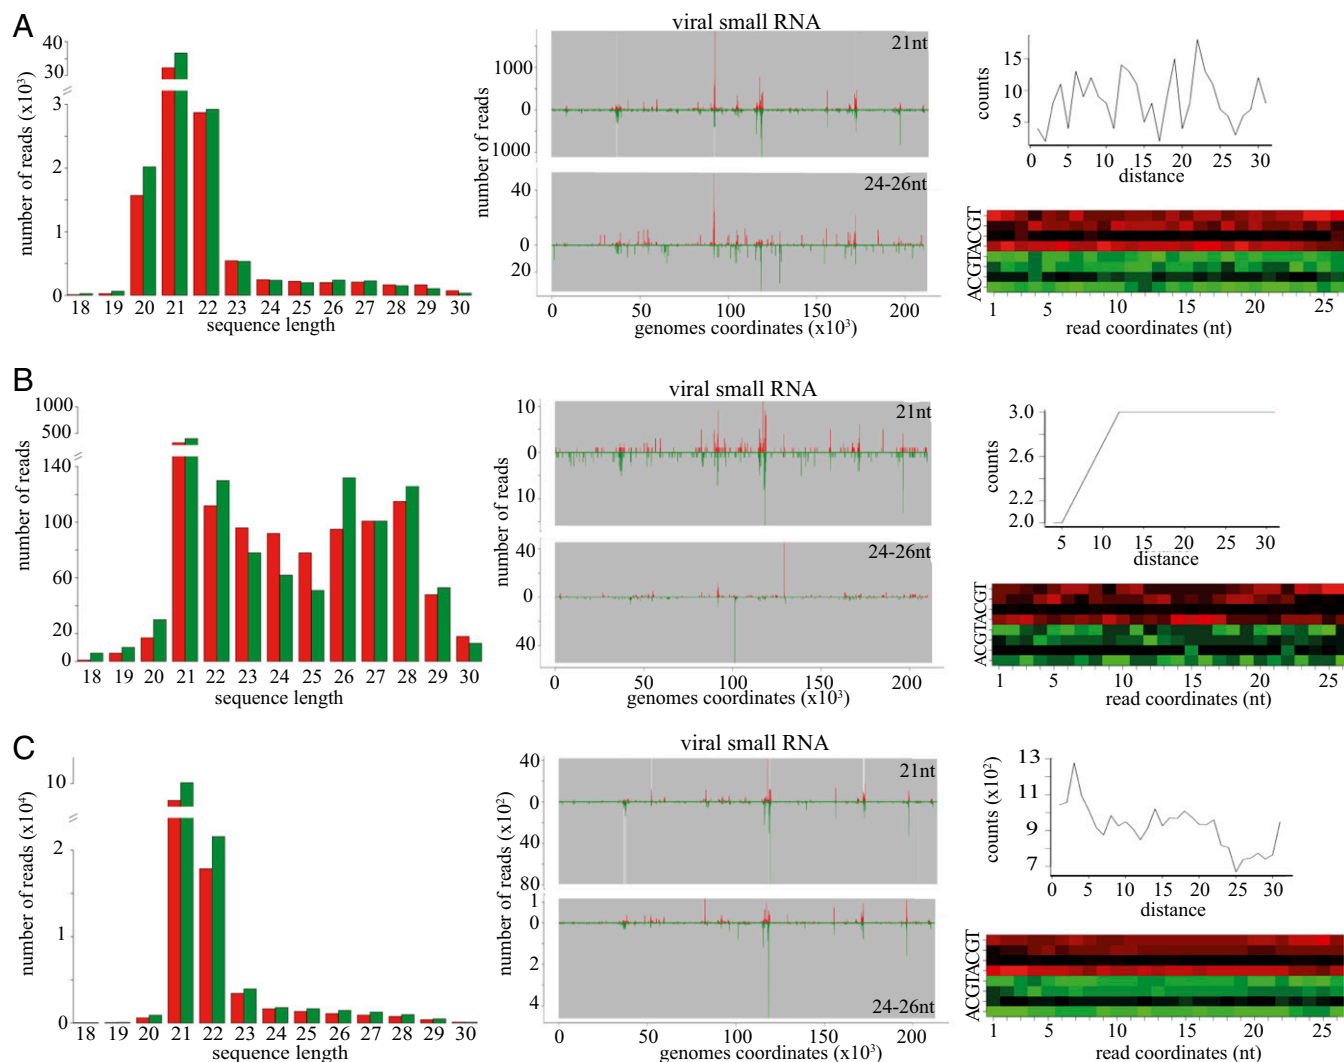 A
number of reads (x10³)
40
30
3
2
1
0
18 19 20 21 22 23 24 25 26 27 28 29 30
sequence length
viral small RNA
21nt
number of reads
1000
0
1000
24-26nt
40
0
20
0 50 100 150 200
genomes coordinates (x10³)
counts
15
10
5
0 5 10 15 20 25 30
distance
ACGTACGT
1 5 10 15 20 25
read coordinates (nt)
B
number of reads
1000
500
140
100
60
20
0
18 19 20 21 22 23 24 25 26 27 28 29 30
sequence length
viral small RNA
21nt
number of reads
10
0
10
24-26nt
40
0
40
0 50 100 150 200
genomes coordinates (x10³)
counts
3.0
2.6
2.2
2.0
5 10 15 20 25 30
distance
ACGTACGT
1 5 10 15 20 25
read coordinates (nt)
C
number of reads (x10⁴)
10
2
1
0
18 19 20 21 22 23 24 25 26 27 28 29 30
sequence length
viral small RNA
21nt
number of reads (x10²)
40
0
40
80
1
0
2
4
24-26nt
0 50 100 150 200
genomes coordinates (x10³)
counts (x10²)
13
11
9
7
0 5 10 15 20 25 30
distance
ACGTACGT
1 5 10 15 20 25
read coordinates (nt)